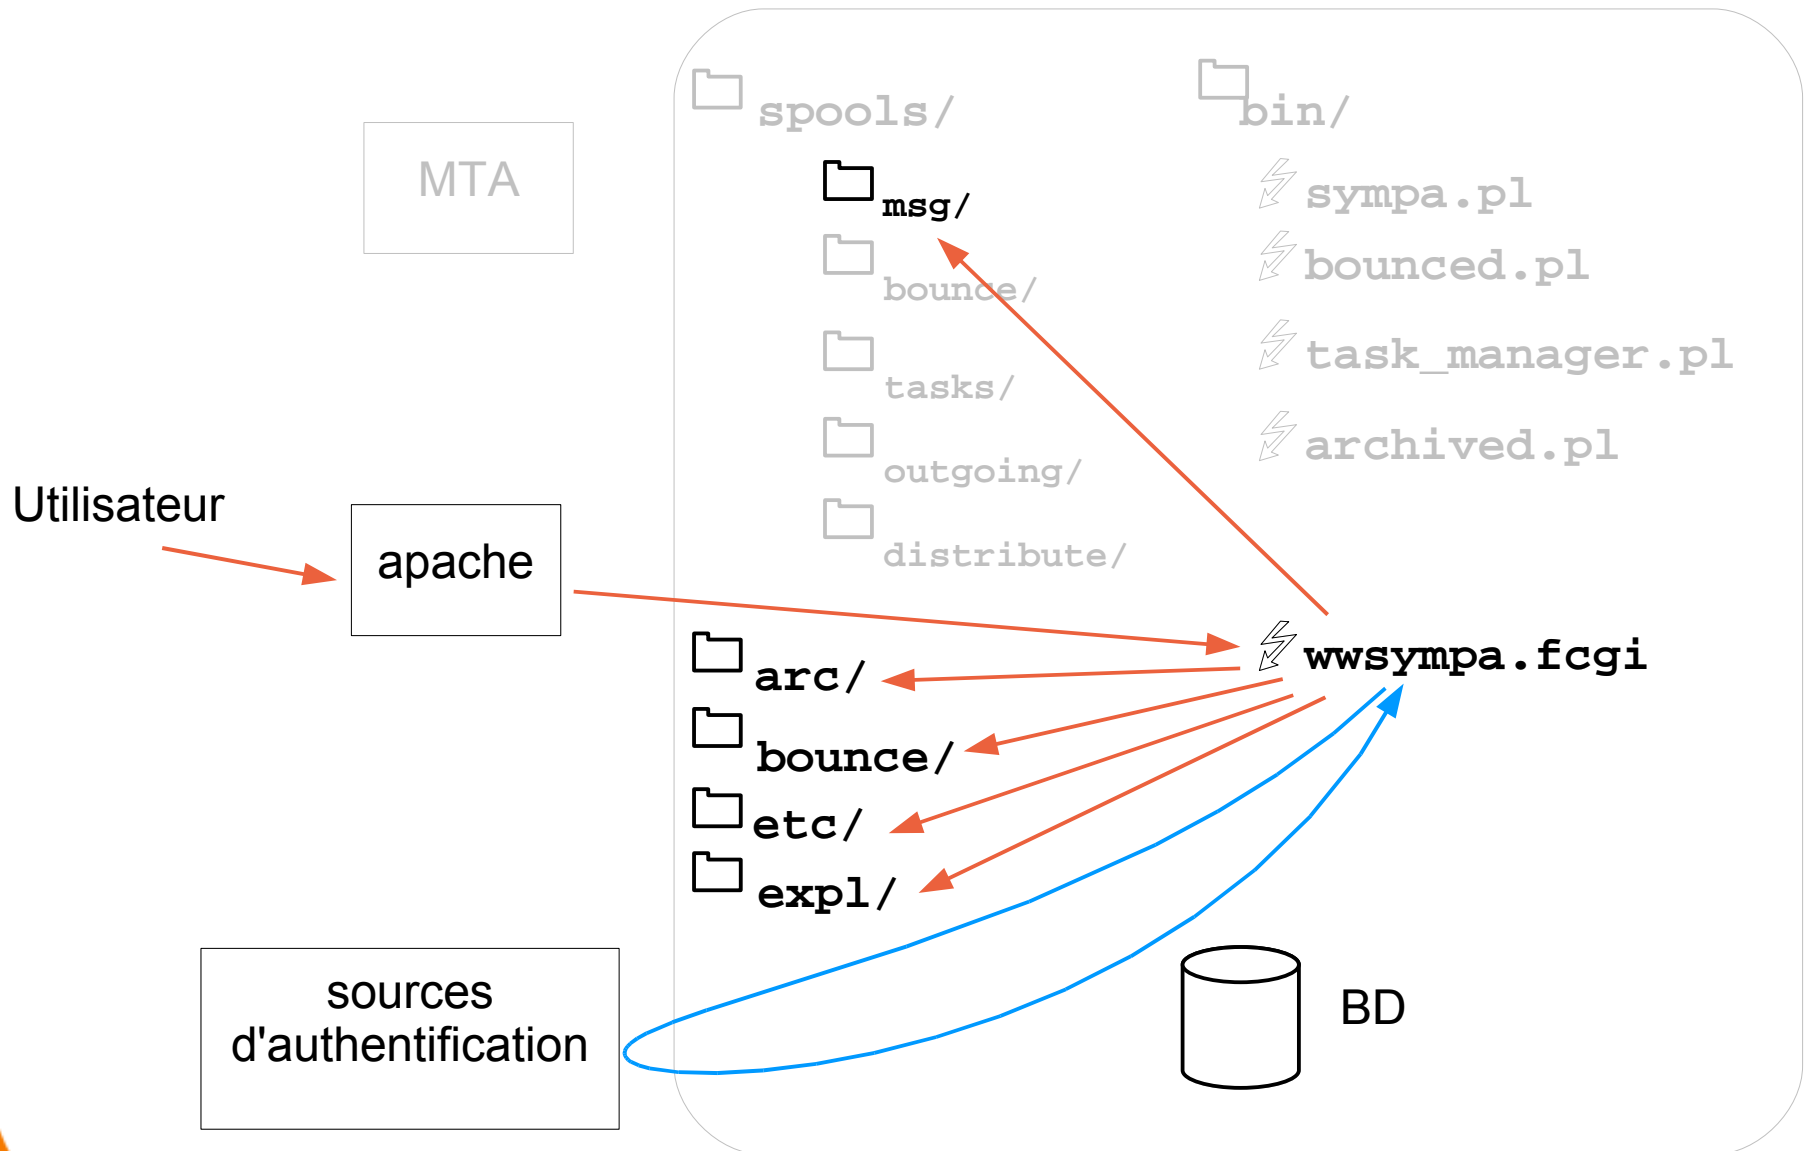 spools/
bin/
MTA
msg/
sympa.pl
bounce/
bounced.pl
tasks/
task_manager.pl
outgoing/
archived.pl
Utilisateur
apache
distribute/
arc/
wwsympa.fcgi
bounce/
etc/
expl/
sources
d'authentification
BD